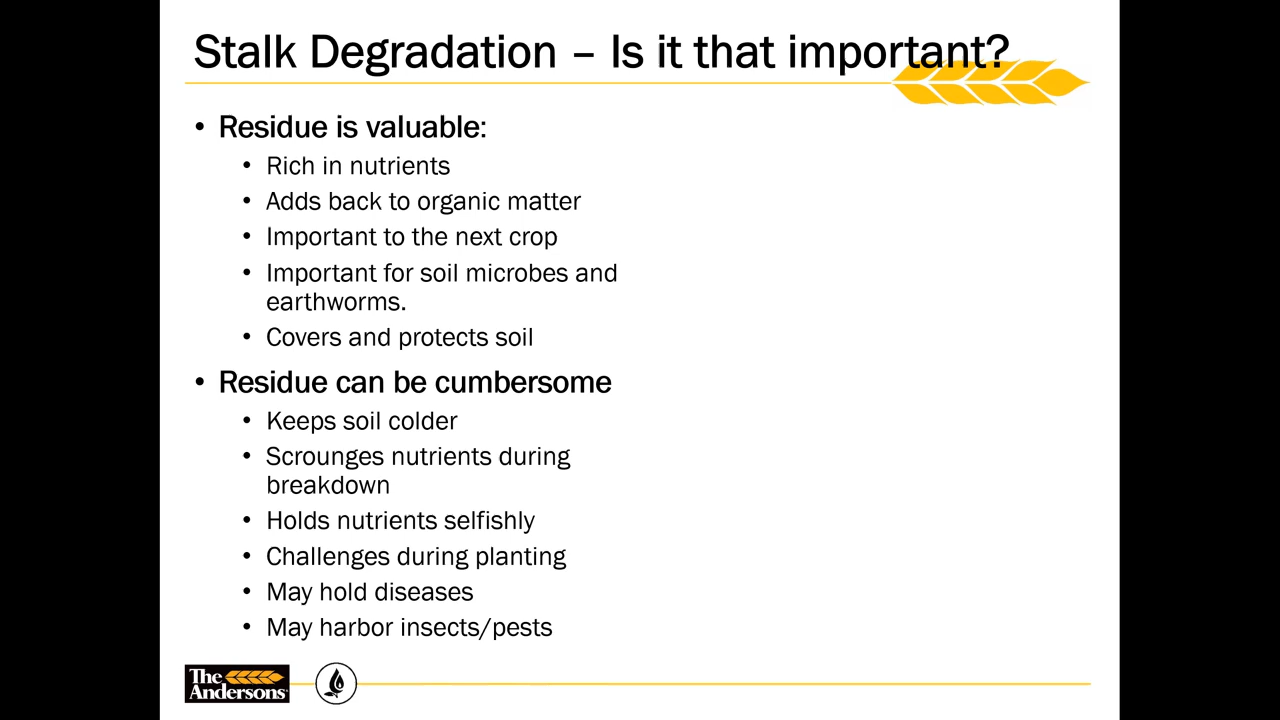 Stalk Degradation – Is it that important?
• Residue is valuable:
• Rich in nutrients
• Adds back to organic matter
• Important to the next crop
• Important for soil microbes and
earthworms.
• Covers and protects soil
• Residue can be cumbersome
• Keeps soil colder
• Scrounges nutrients during
breakdown
• Holds nutrients selfishly
• Challenges during planting
• May hold diseases
• May harbor insects/pests
The
Andersons